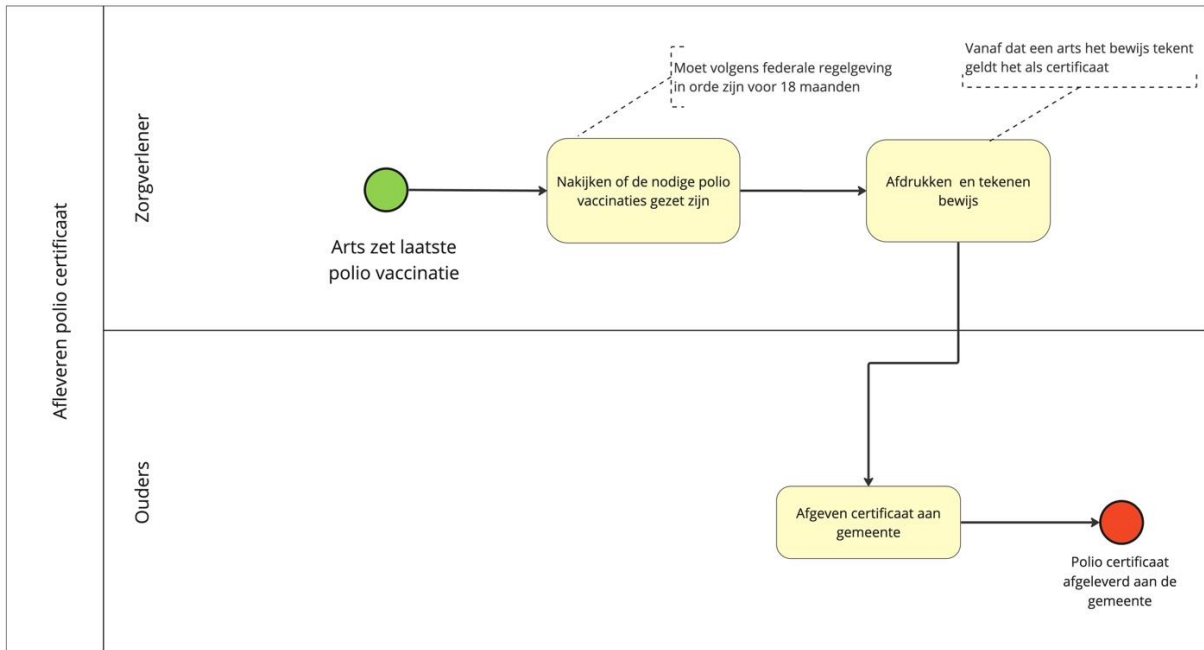 Afleveren polio certificaat
Zorgverlener
Arts zet laatste
polio vaccinatie
Moet volgens federale regelgeving
in orde zijn voor 18 maanden
Nakijken of de nodige polio
vaccinaties gezet zijn
Vanaf dat een arts het bewijs tekent
geldt het als certificaat
Afdrukken en tekenen
bewijs
Ouders
Afgeven certificaat aan
gemeente
Polio certificaat
afgeleverd aan de
gemeente